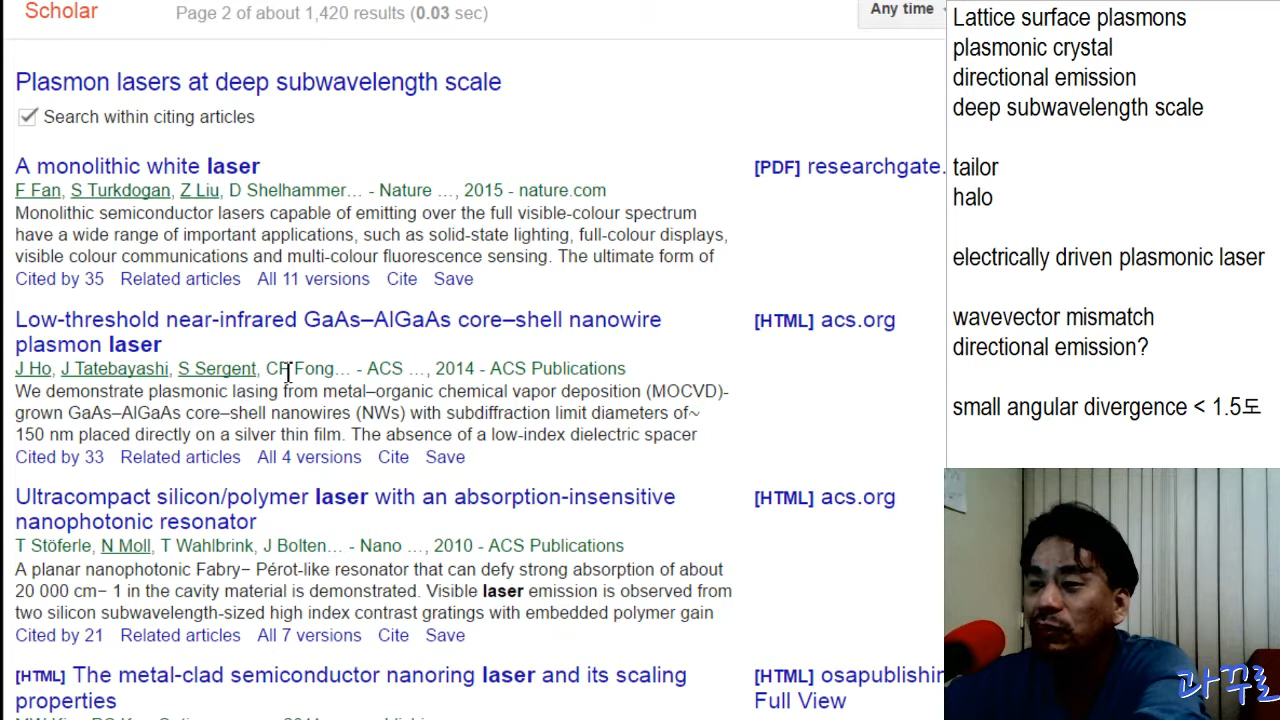 Scholar
Page 2 of about 1,420 results (0.03 sec)
Any time
Plasmon lasers at deep subwavelength scale
Search within citing articles
A monolithic white laser
[PDF] researchgate.
F Fan, S Turkdogan, Z Liu, D Shelhammer… - Nature …, 2015 - nature.com
Monolithic semiconductor lasers capable of emitting over the full visible-colour spectrum
have a wide range of important applications, such as solid-state lighting, full-colour displays,
visible colour communications and multi-colour fluorescence sensing. The ultimate form of
Cited by 35 Related articles All 11 versions Cite Save
Low-threshold near-infrared GaAs–AlGaAs core–shell nanowire
plasmon laser
[HTML] acs.org
J Ho, J Tatebayashi, S Sergent, CF Fong… - ACS …, 2014 - ACS Publications
We demonstrate plasmonic lasing from metal–organic chemical vapor deposition (MOCVD)-
grown GaAs–AlGaAs core–shell nanowires (NWs) with subdiffraction limit diameters of~
150 nm placed directly on a silver thin film. The absence of a low-index dielectric spacer
Cited by 33 Related articles All 4 versions Cite Save
Ultracompact silicon/polymer laser with an absorption-insensitive
nanophotonic resonator
[HTML] acs.org
T Stöferle, N Moll, T Wahlbrink, J Bolten… - Nano …, 2010 - ACS Publications
A planar nanophotonic Fabry− Pérot-like resonator that can defy strong absorption of about
20 000 cm− 1 in the cavity material is demonstrated. Visible laser emission is observed from
two silicon subwavelength-sized high index contrast gratings with embedded polymer gain
Cited by 21 Related articles All 7 versions Cite Save
[HTML] The metal-clad semiconductor nanoring laser and its scaling
properties
[HTML] osapublishin
Full View
Lattice surface plasmons
plasmonic crystal
directional emission
deep subwavelength scale
tailor
halo
electrically driven plasmonic laser
wavevector mismatch
directional emission?
small angular divergence < 1.5도
과꾸로